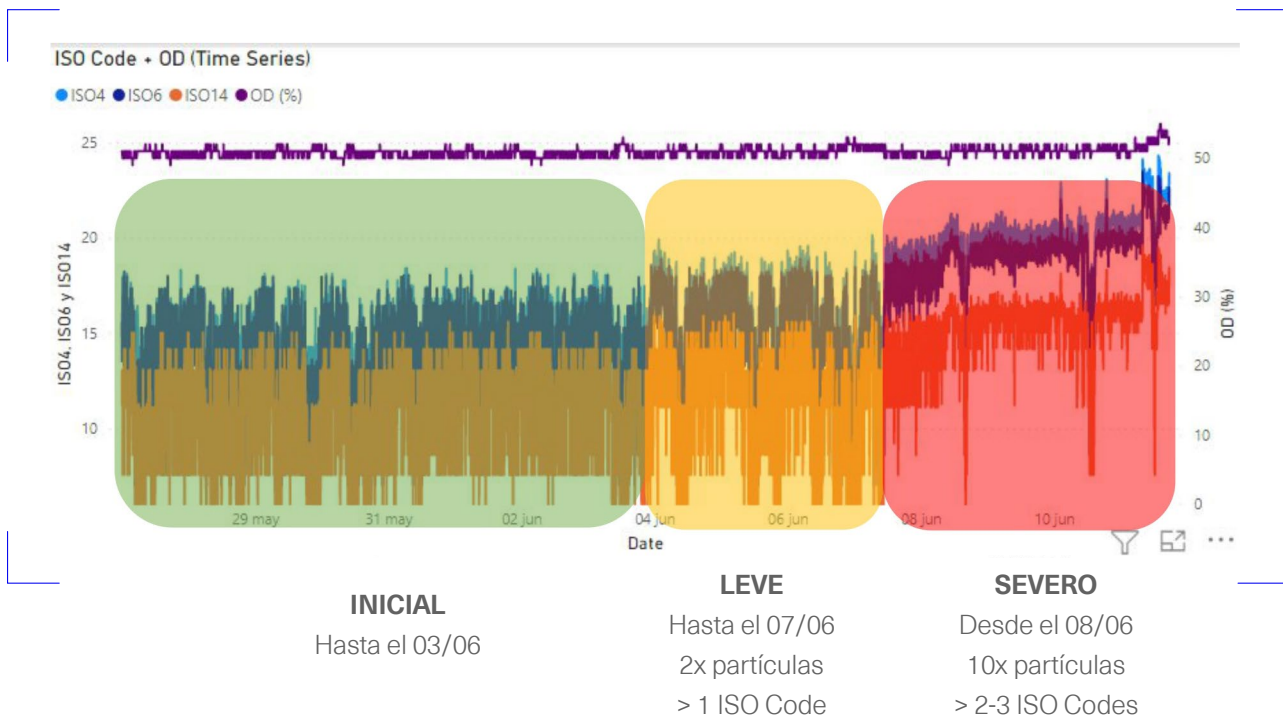 ISO Code + OD (Time Series)
ISO4 ISO6 ISO14 OD (%)
25
20
15
10
ISO4. ISO6 y ISO14
50
40
30
20
10
0
OD (%)
29 may 31 may 02 jun 04 jun 06 jun 08 jun 10 jun
Date
INICIAL
Hasta el 03/06
LEVE
Hasta el 07/06
2x partículas
> 1 ISO Code
SEVERO
Desde el 08/06
10x partículas
> 2-3 ISO Codes